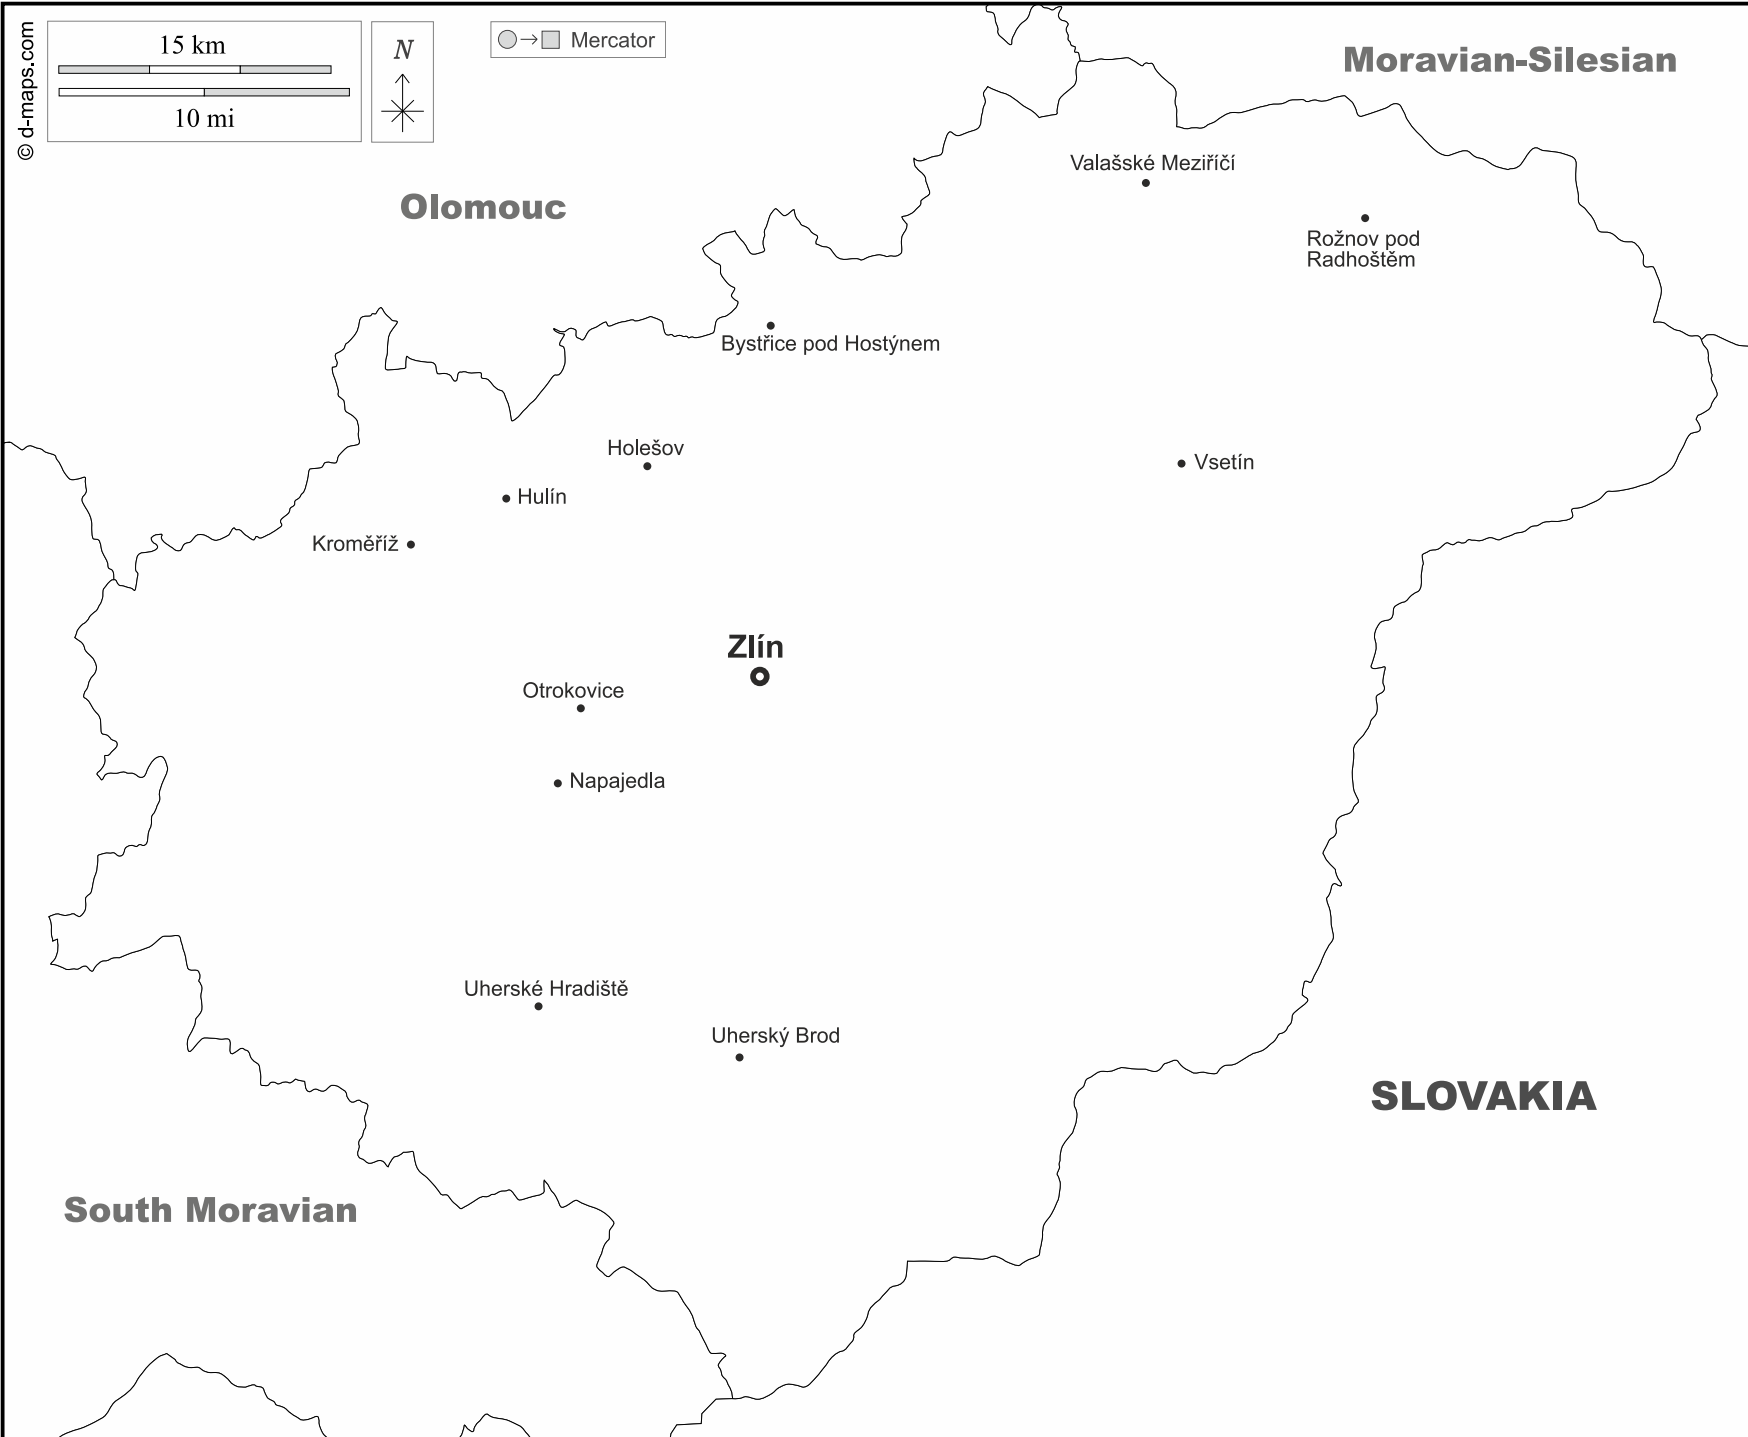 © d-maps.com
15 km
10 mi
N
Mercator
Moravian-Silesian
Olomouc
Valašské Meziříčí
Rožnov pod
Radhoštěm
Bystřice pod Hostýnem
Holešov
Vsetín
Hulín
Kroměříž
Zlín
Otrokovice
Napajedla
Uherské Hradiště
Uherský Brod
SLOVAKIA
South Moravian